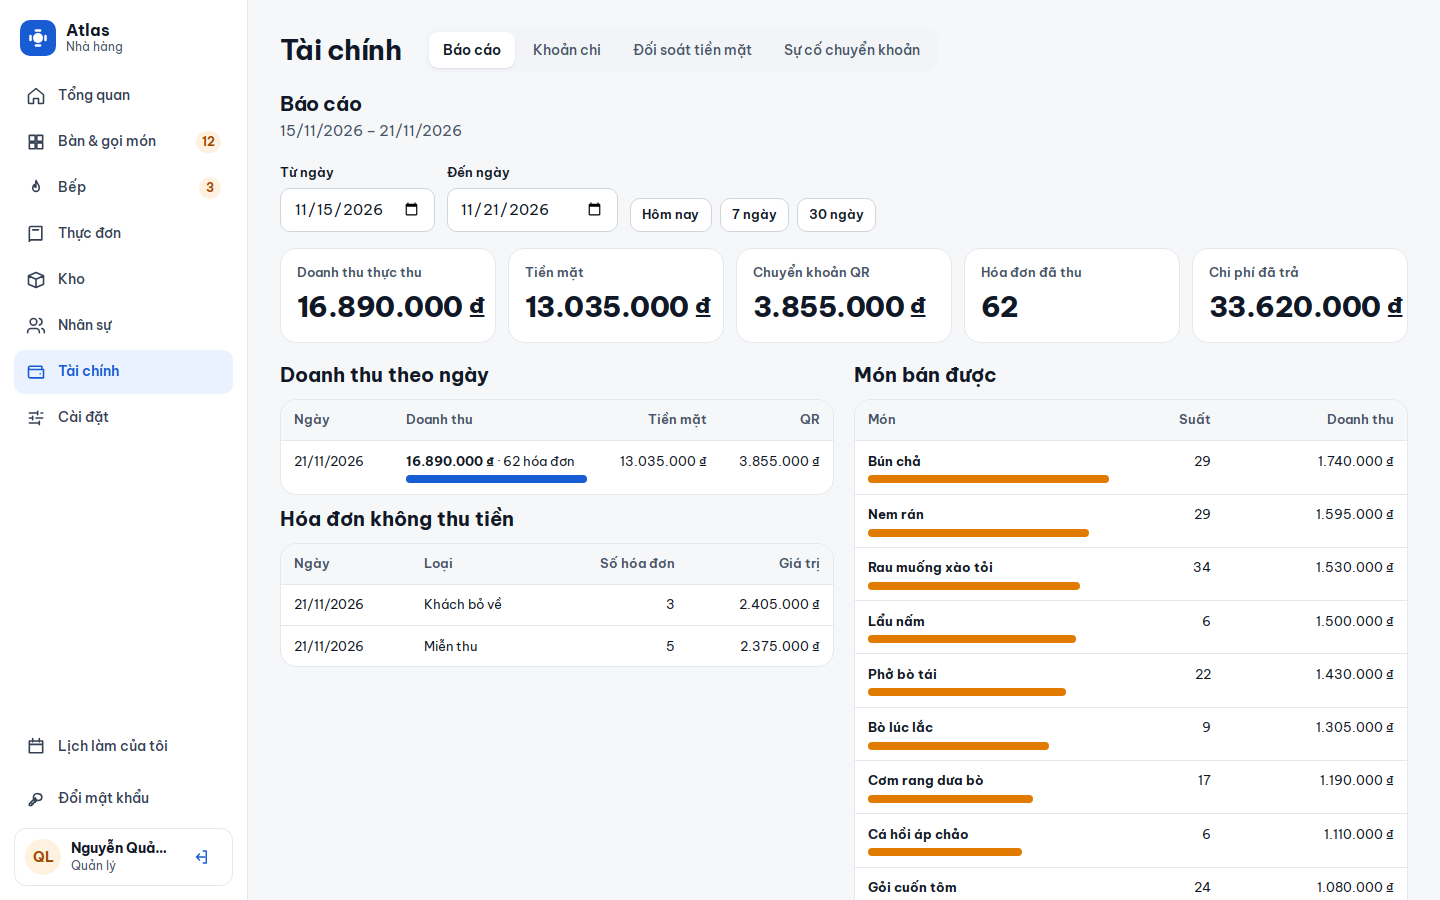 Atlas
Nhà hàng
Tổng quan
Bàn & gọi món 12
Bếp 3
Thực đơn
Kho
Nhân sự
Tài chính
Cài đặt
Lịch làm của tôi
Đổi mật khẩu
QL
Nguyễn Quả...
Quản lý
Tài chính
Báo cáo Khoản chi Đối soát tiền mặt Sự cố chuyển khoản
Báo cáo
15/11/2026 – 21/11/2026
Từ ngày Đến ngày
11/15/2026 11/21/2026 Hôm nay 7 ngày 30 ngày
Doanh thu thực thu
16.890.000 ₫
Tiền mặt
13.035.000 ₫
Chuyển khoản QR
3.855.000 ₫
Hóa đơn đã thu
62
Chi phí đã trả
33.620.000 ₫
Doanh thu theo ngày
Ngày Doanh thu Tiền mặt QR
21/11/2026 16.890.000 ₫ · 62 hóa đơn 13.035.000 ₫ 3.855.000 ₫
Hóa đơn không thu tiền
Ngày Loại Số hóa đơn Giá trị
21/11/2026 Khách bỏ về 3 2.405.000 ₫
21/11/2026 Miễn thu 5 2.375.000 ₫
Món bán được
Món Suất Doanh thu
Bún chả 29 1.740.000 ₫
Nem rán 29 1.595.000 ₫
Rau muống xào tỏi 34 1.530.000 ₫
Lẩu nấm 6 1.500.000 ₫
Phở bò tái 22 1.430.000 ₫
Bò lúc lắc 9 1.305.000 ₫
Cơm rang dưa bò 17 1.190.000 ₫
Cá hồi áp chảo 6 1.110.000 ₫
Gỏi cuốn tôm 24 1.080.000 ₫